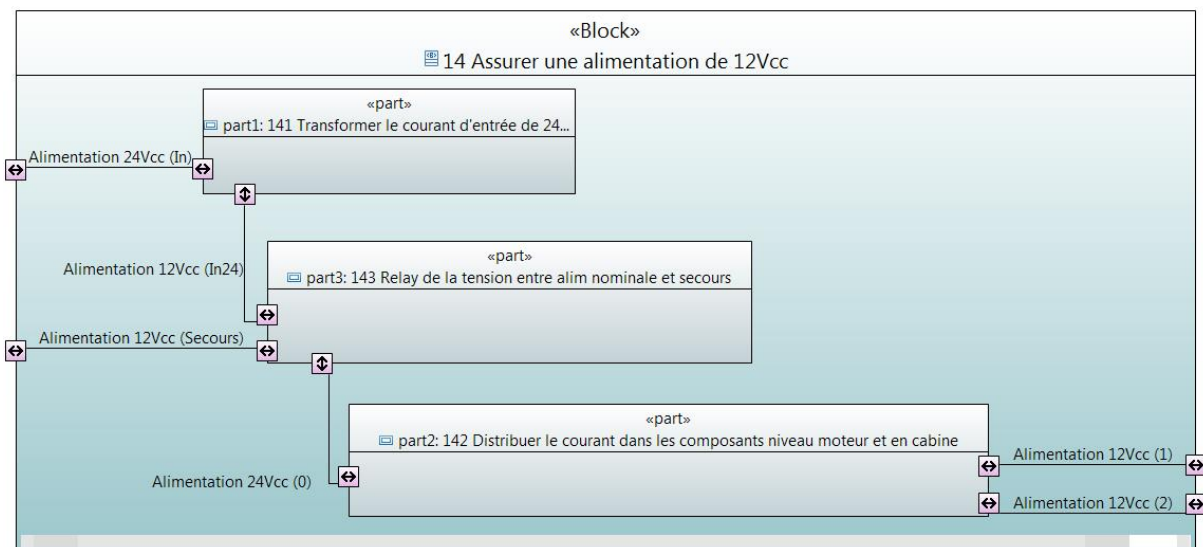 «Block»
14 Assurer une alimentation de 12Vcc
«part»
part1: 141 Transformer le courant d'entrée de 24...
Alimentation 24Vcc (In)
Alimentation 12Vcc (In24)
«part»
part3: 143 Relay de la tension entre alim nominale et secours
Alimentation 12Vcc (Secours)
«part»
part2: 142 Distribuer le courant dans les composants niveau moteur et en cabine
Alimentation 12Vcc (1)
Alimentation 24Vcc (0)
Alimentation 12Vcc (2)